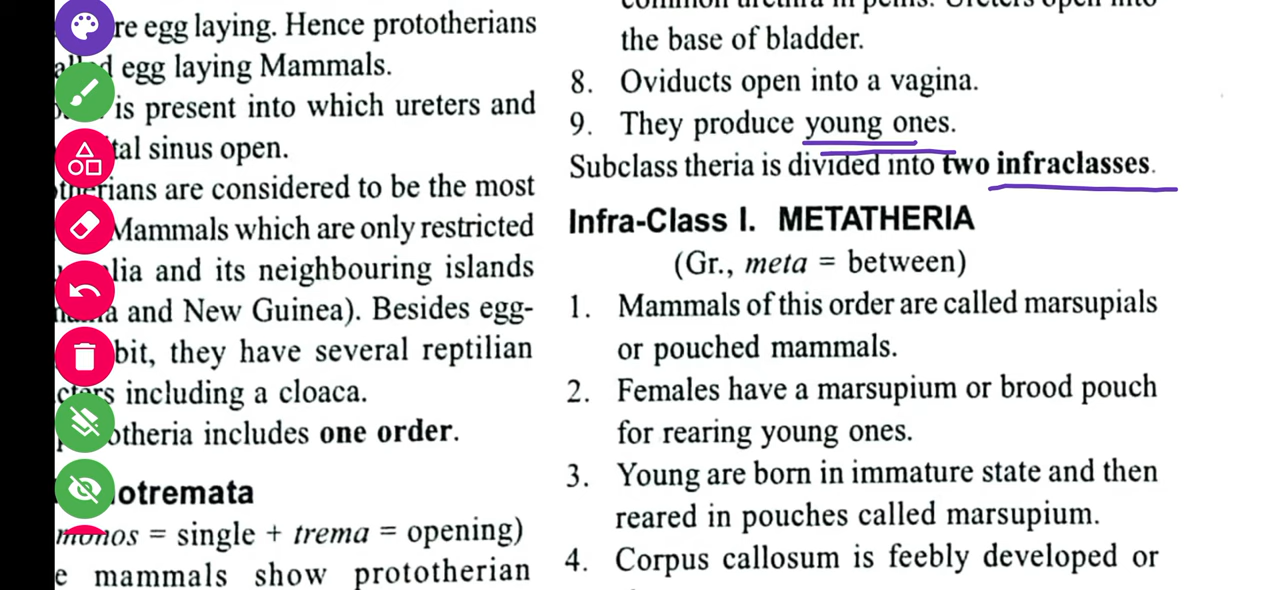 re egg laying. Hence prototherians
egg laying Mammals.
is present into which ureters and
tal sinus open.
therians are considered to be the most
Mammals which are only restricted
lia and its neighbouring islands
a and New Guinea). Besides egg-
bit, they have several reptilian
including a cloaca.
otheria includes one order.
otremata
monos = single + trema = opening)
e mammals show prototherian
the base of bladder.
8. Oviducts open into a vagina.
9. They produce young ones.
Subclass theria is divided into two infraclasses.
Infra-Class I. METATHERIA
(Gr., meta = between)
1. Mammals of this order are called marsupials
or pouched mammals.
2. Females have a marsupium or brood pouch
for rearing young ones.
3. Young are born in immature state and then
reared in pouches called marsupium.
4. Corpus callosum is feebly developed or